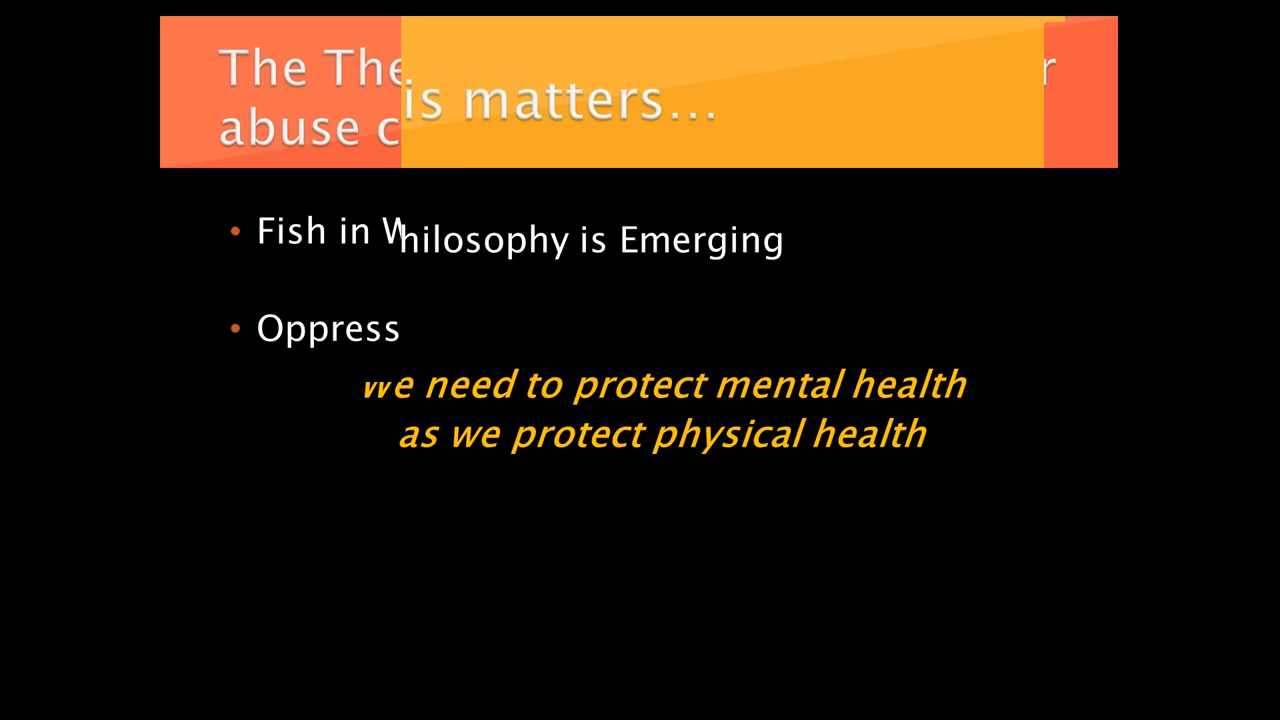 The The
abuse c
is matters...
r
• Fish in W
hilosophy is Emerging
• Oppress
we need to protect mental health
as we protect physical health